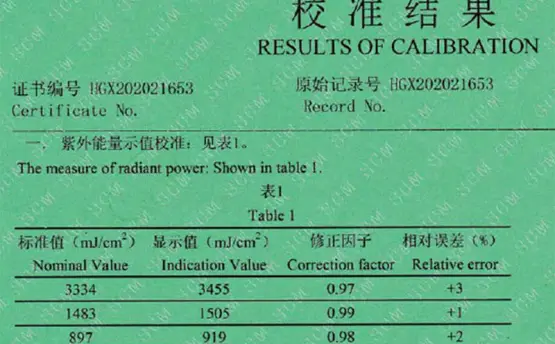 校 准 结 果
RESULTS OF CALIBRATION
证书编号 HGX202021653 原始记录号 HGX202021653
Certificate No. Record No.
一. 紫外能量示值校准: 见表1。
The measure of radiant power: Shown in table 1.
表1
Table 1
标准值 (mJ/cm²) 显示值 (mJ/cm²) 修正因子 相对误差 (%)
Nominal Value Indication Value Correction factor Relative error
3334 3455 0.97 +3
1483 1505 0.99 +1
897 919 0.98 +2